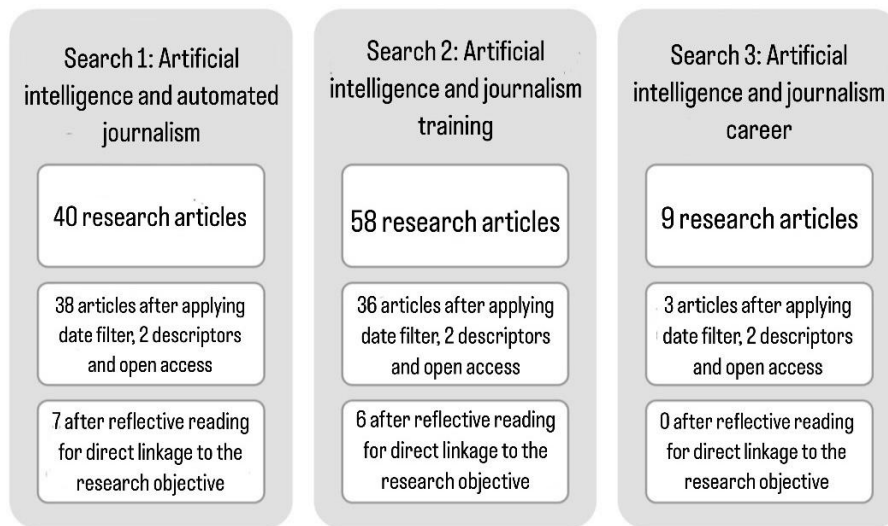 Search 1: Artificial
intelligence and automated
journalism
40 research articles
38 articles after applying
date filter, 2 descriptors
and open access
7 after reflective reading
for direct linkage to the
research objective
Search 2: Artificial
intelligence and journalism
training
58 research articles
36 articles after applying
date filter, 2 descriptors
and open access
6 after reflective reading
for direct linkage to the
research objective
Search 3: Artificial
intelligence and journalism
career
9 research articles
3 articles after applying
date filter, 2 descriptors
and open access
0 after reflective reading
for direct linkage to the
research objective